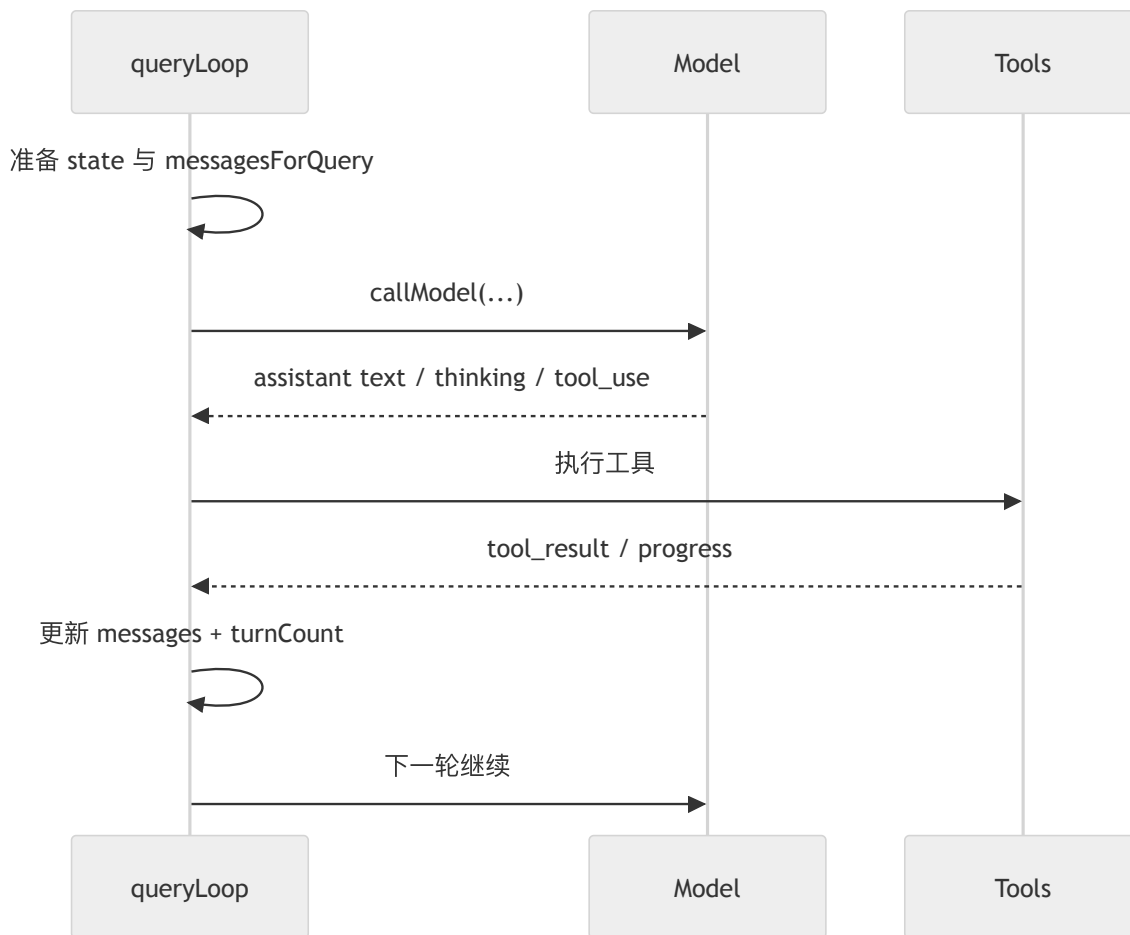 queryLoop
Model
Tools
准备 state 与 messagesForQuery
callModel(...)
assistant text / thinking / tool_use
执行工具
tool_result / progress
更新 messages + turnCount
下一轮继续
queryLoop
Model
Tools